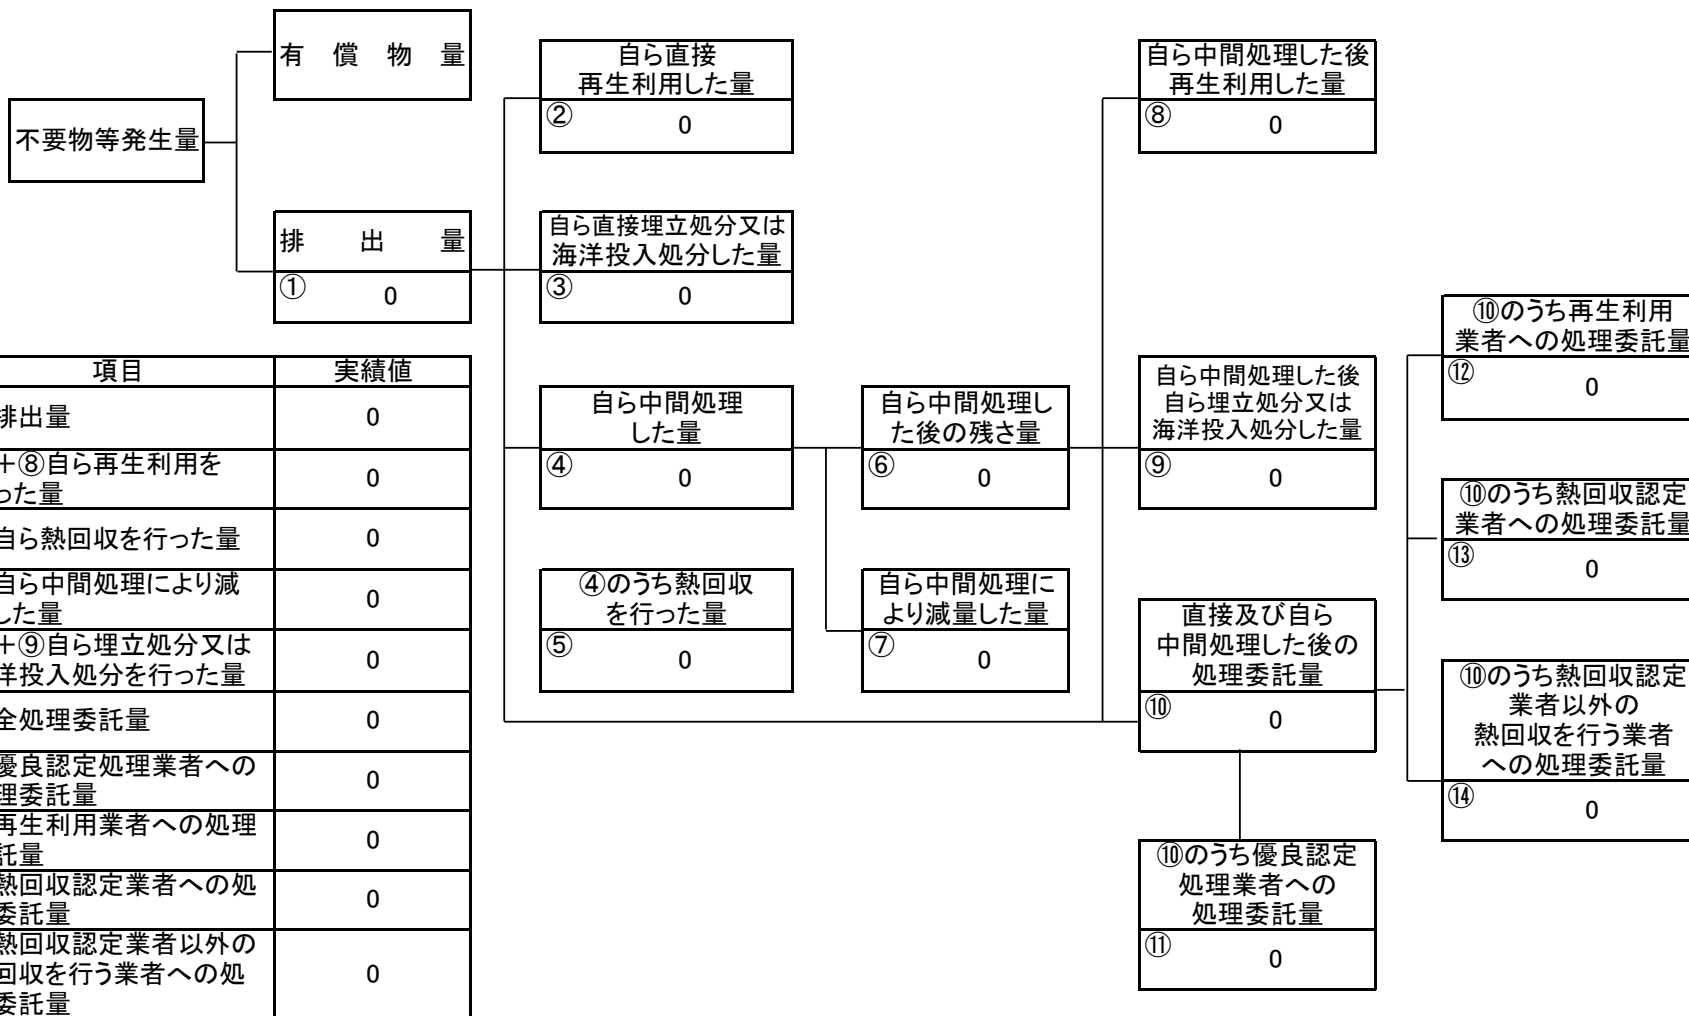 不要物等発生量
有　償　物　量
排　出　量
① 0
自ら直接
再生利用した量
② 0
自ら直接埋立処分又は
海洋投入処分した量
③ 0
自ら中間処理
した量
④ 0
④のうち熱回収
を行った量
⑤ 0
自ら中間処理し
た後の残さ量
⑥ 0
自ら中間処理に
より減量した量
⑦ 0
自ら中間処理した後
再生利用した量
⑧ 0
自ら中間処理した後
自ら埋立処分又は
海洋投入処分した量
⑨ 0
直接及び自ら
中間処理した後の
処理委託量
⑩ 0
⑩のうち優良認定
処理業者への
処理委託量
⑪ 0
⑩のうち再生利用
業者への処理委託量
⑫ 0
⑩のうち熱回収認定
業者への処理委託量
⑬ 0
⑩のうち熱回収認定
業者以外の
熱回収を行う業者
への処理委託量
⑭ 0
項目 実績値
排出量 0
+⑧自ら再生利用を
った量 0
自ら熱回収を行った量 0
自ら中間処理により減
した量 0
+⑨自ら埋立処分又は
洋投入処分を行った量 0
全処理委託量 0
優良認定処理業者への
理委託量 0
再生利用業者への処理
託量 0
熱回収認定業者への処
委託量 0
熱回収認定業者以外の
回収を行う業者への処
委託量 0